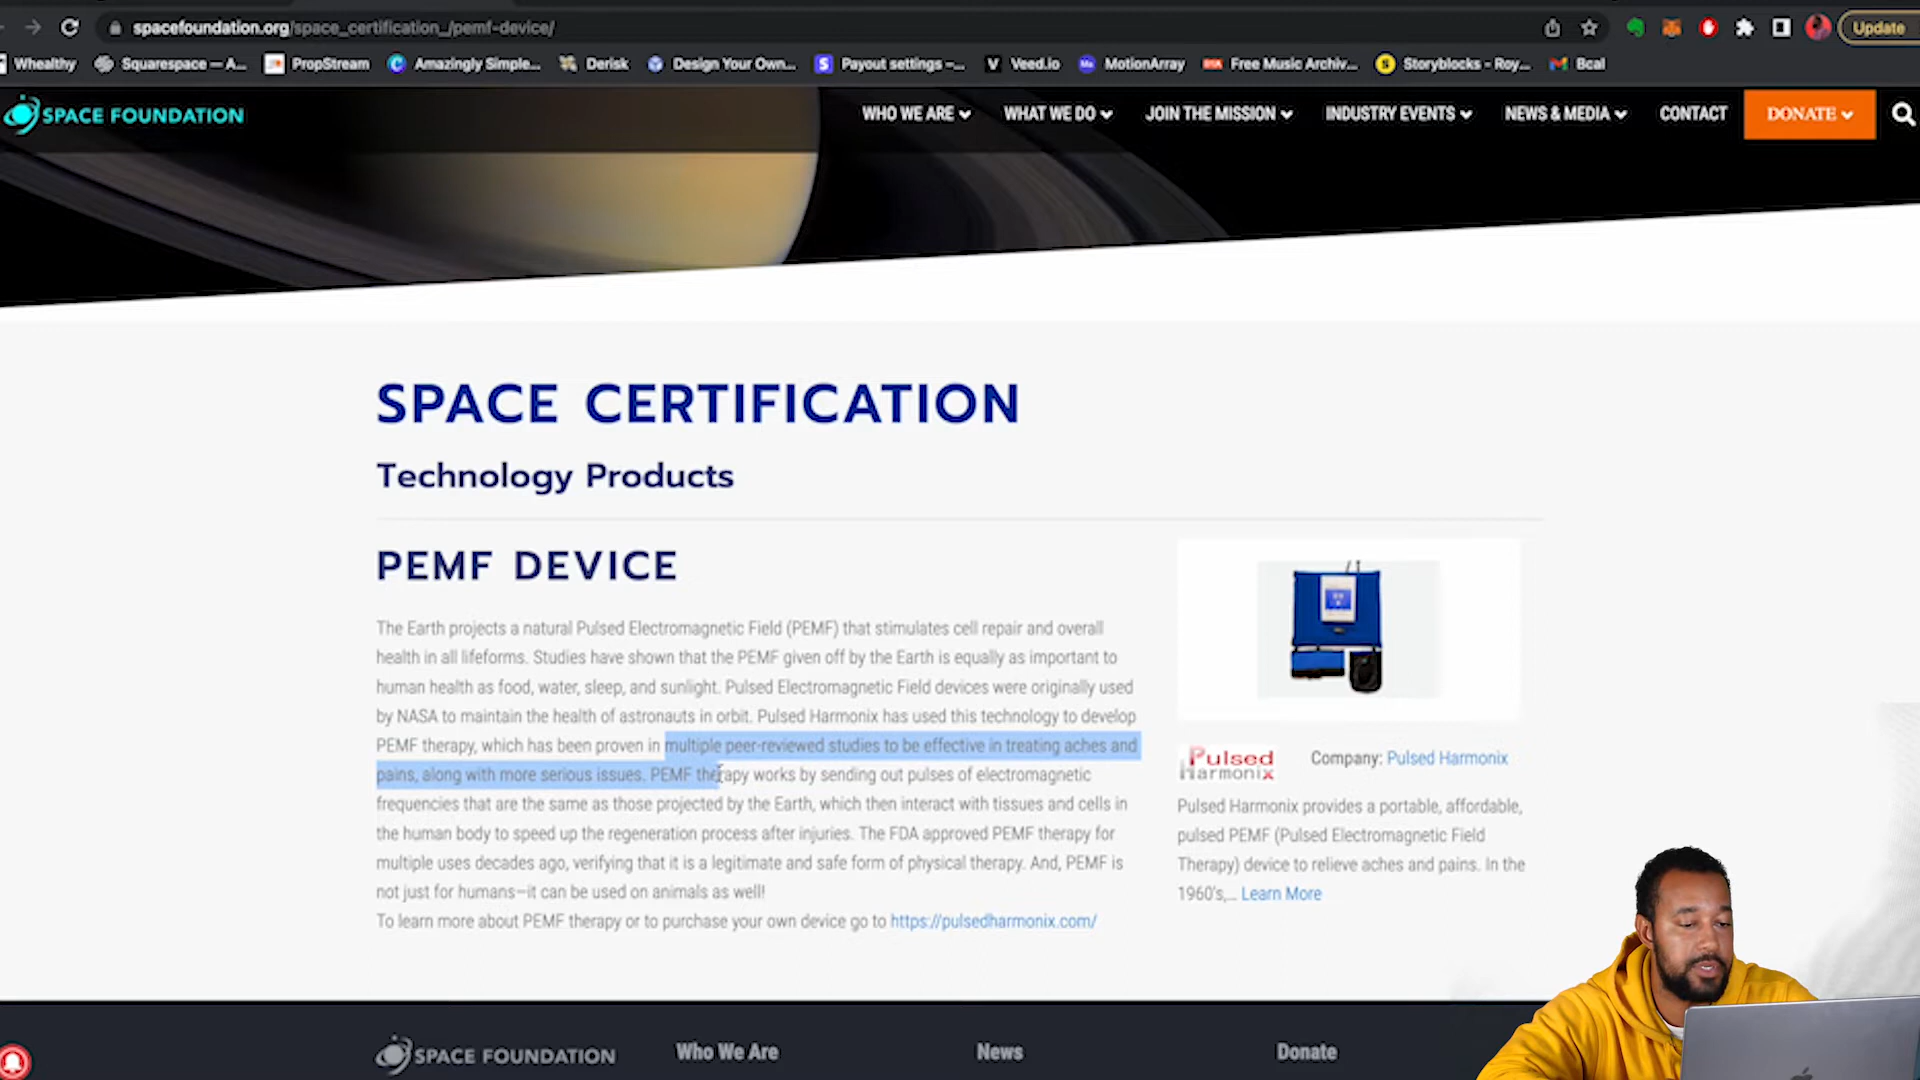 spacefoundation.org/space_certification_/pemf-device/
Update
Whealthy
Squarespace — A...
PropStream
Amazingly Simple...
Derisk
Design Your Own...
Payout settings –...
Veed.io
MotionArray
Free Music Archiv...
Storyblocks - Roy...
Bcal
SPACE FOUNDATION
WHO WE ARE
WHAT WE DO
JOIN THE MISSION
INDUSTRY EVENTS
NEWS & MEDIA
CONTACT
DONATE
SPACE CERTIFICATION
Technology Products
PEMF DEVICE
The Earth projects a natural Pulsed Electromagnetic Field (PEMF) that stimulates cell repair and overall
health in all lifeforms. Studies have shown that the PEMF given off by the Earth is equally as important to
human health as food, water, sleep, and sunlight. Pulsed Electromagnetic Field devices were originally used
by NASA to maintain the health of astronauts in orbit. Pulsed Harmonix has used this technology to develop
PEMF therapy, which has been proven in multiple peer-reviewed studies to be effective in treating aches and
pains, along with more serious issues. PEMF therapy works by sending out pulses of electromagnetic
frequencies that are the same as those projected by the Earth, which then interact with tissues and cells in
the human body to speed up the regeneration process after injuries. The FDA approved PEMF therapy for
multiple uses decades ago, verifying that it is a legitimate and safe form of physical therapy. And, PEMF is
not just for humans—it can be used on animals as well!
To learn more about PEMF therapy or to purchase your own device go to https://pulsedharmonix.com/
Pulsed
Harmonix
Company: Pulsed Harmonix
Pulsed Harmonix provides a portable, affordable,
pulsed PEMF (Pulsed Electromagnetic Field
Therapy) device to relieve aches and pains. In the
1960's,... Learn More
SPACE FOUNDATION
Who We Are
News
Donate